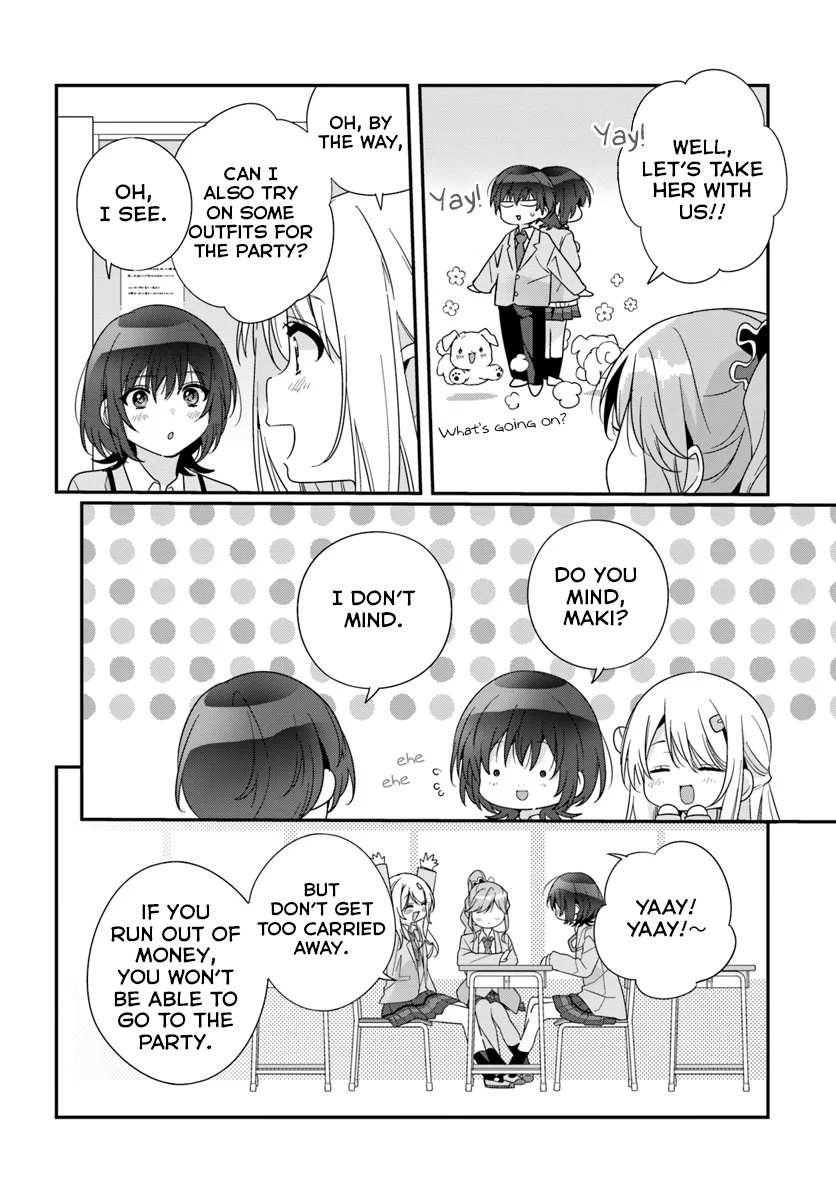 WELL,
LET'S TAKE
HER WITH
US!!
Yay!
Yay!
What's going on?
OH, BY
THE WAY,
CAN I
ALSO TRY
ON SOME
OUTFITS FOR
THE PARTY?
OH,
I SEE.
DO YOU
MIND,
MAKI?
I DON'T
MIND.
ehe
ehe
YAAY!
YAAY!~
BUT
DON'T GET
TOO CARRIED
AWAY.
IF YOU
RUN OUT OF
MONEY,
YOU WON'T
BE ABLE TO
GO TO THE
PARTY.